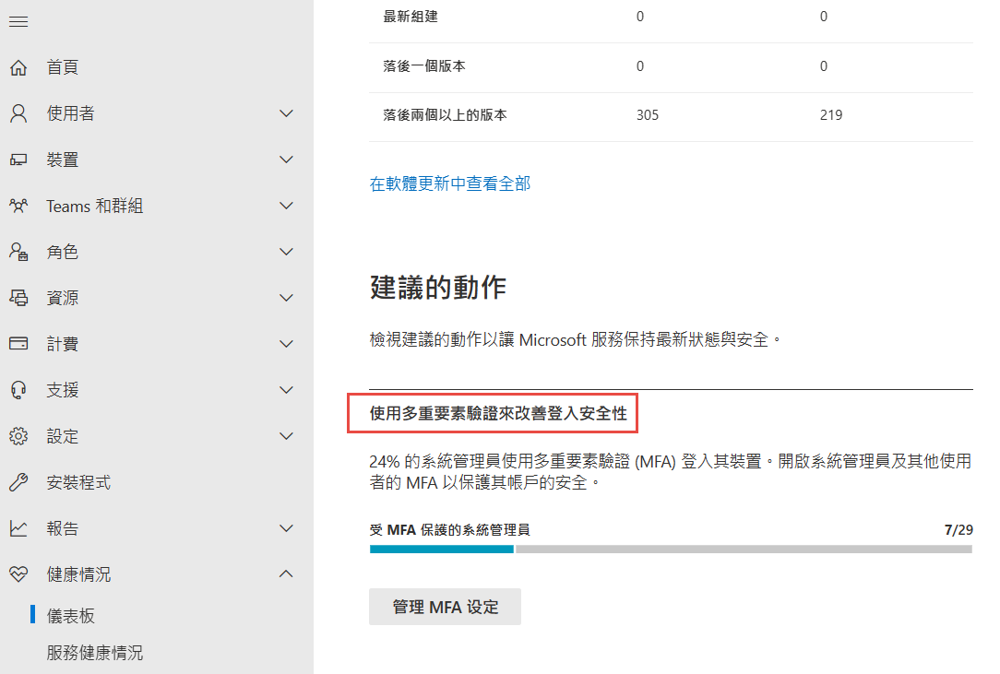 首頁
使用者
裝置
Teams 和群組
角色
資源
計費
支援
設定
安裝程式
報告
健康情況
儀表板
服務健康情況
最新組建 0 0
落後一個版本 0 0
落後兩個以上的版本 305 219
在軟體更新中查看全部
建議的動作
檢視建議的動作以讓 Microsoft 服務保持最新狀態與安全。
使用多重要素驗證來改善登入安全性
24% 的系統管理員使用多重要素驗證 (MFA) 登入其裝置。開啟系統管理員及其他使用
者的 MFA 以保護其帳戶的安全。
受 MFA 保護的系統管理員 7/29
管理 MFA 设定